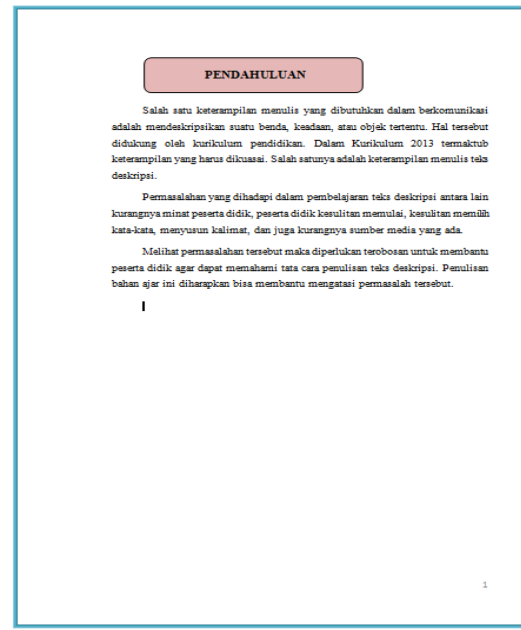 PENDAHULUAN
Salah satu keterampilan menulis yang dibutuhkan dalam berkomunikasi
adalah mendeskripsikan suatu benda, keadaan, atau objek tertentu. Hal tersebut
didukung oleh kurikulum pendidikan. Dalam Kurikulum 2013 termaktub
keterampilan yang harus dikuasai. Salah satunya adalah keterampilan menulis teks
deskripsi.
Permasalahan yang dihadapi dalam pembelajaran teks deskripsi antara lain
kurangnya minat peserta didik, peserta didik kesulitan memulai, kesulitan memilih
kata-kata, menyusun kalimat, dan juga kurangnya sumber media yang ada.
Melihat permasalahan tersebut maka diperlukan terobosan untuk membantu
peserta didik agar dapat memahami tata cara penulisan teks deskripsi. Penulisan
bahan ajar ini diharapkan bisa membantu mengatasi permasalah tersebut.
1